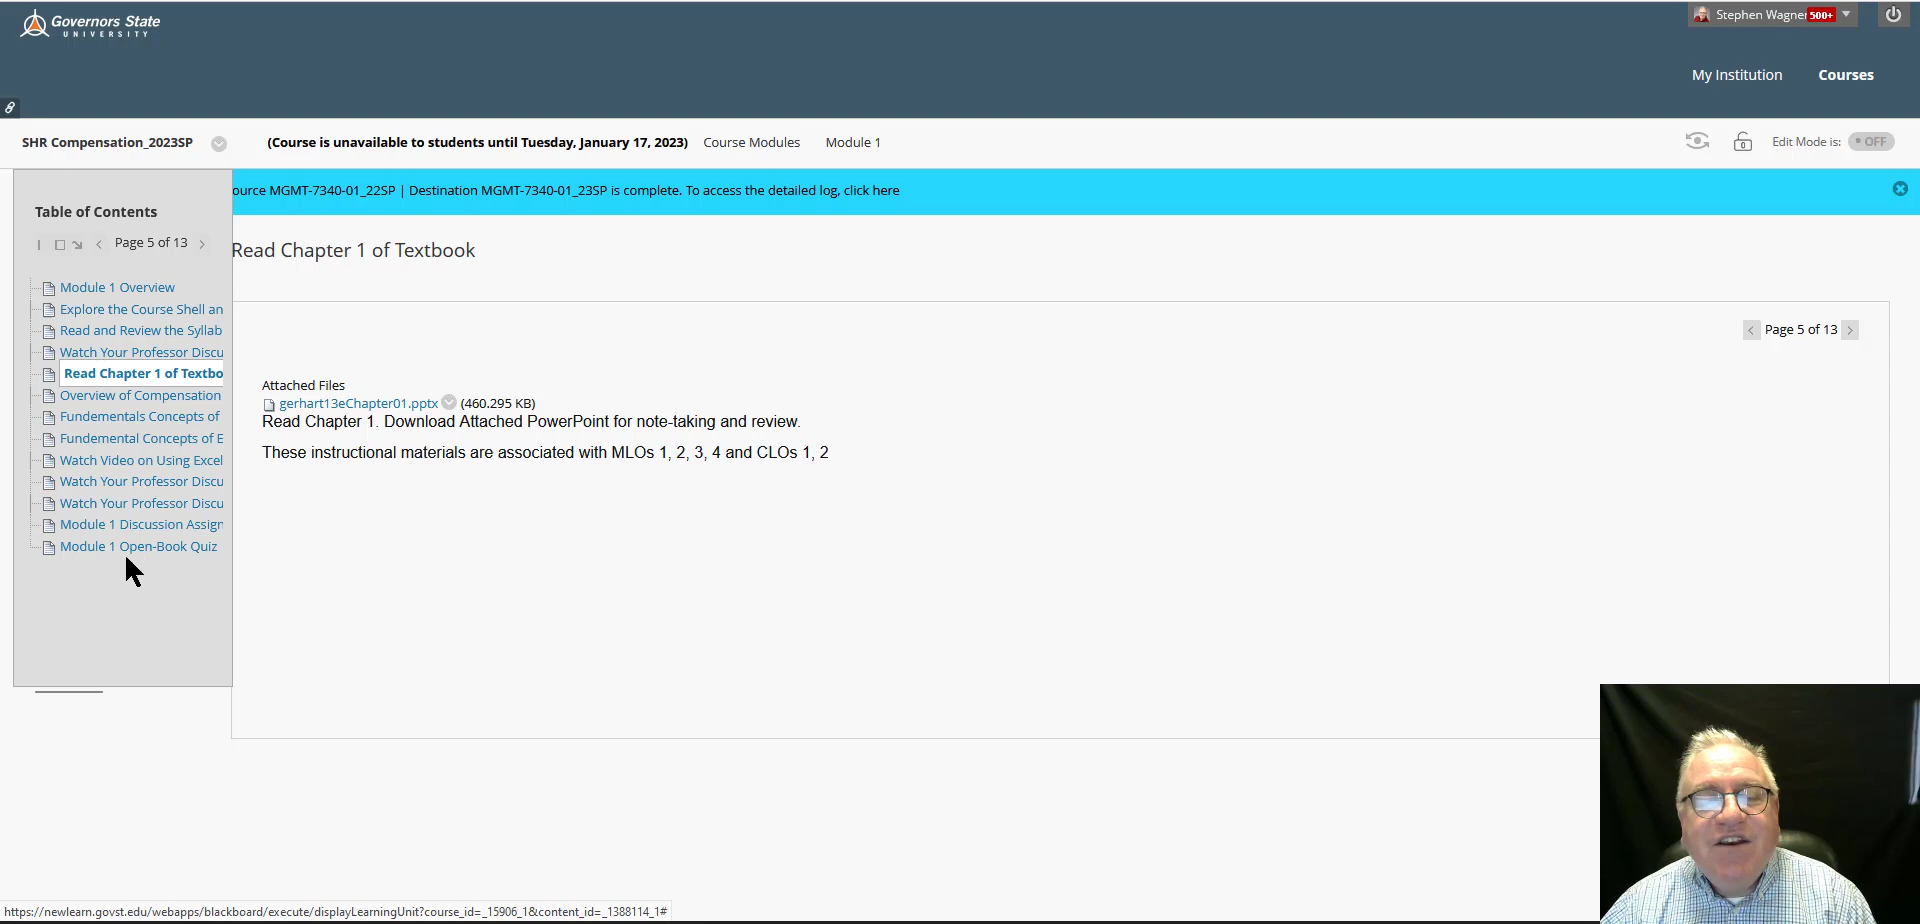 Governors State
UNIVERSITY
Stephen Wagner 500+
My Institution
Courses
SHR Compensation_2023SP
(Course is unavailable to students until Tuesday, January 17, 2023)
Course Modules
Module 1
Edit Mode is:
OFF
ource MGMT-7340-01_22SP | Destination MGMT-7340-01_23SP is complete. To access the detailed log, click here
Table of Contents
Page 5 of 13
Read Chapter 1 of Textbook
Module 1 Overview
Explore the Course Shell an
Read and Review the Syllab
Watch Your Professor Discu
Read Chapter 1 of Textbo
Overview of Compensation
Fundementals Concepts of
Fundemental Concepts of E
Watch Video on Using Excel
Watch Your Professor Discu
Watch Your Professor Discu
Module 1 Discussion Assign
Module 1 Open-Book Quiz
Page 5 of 13
Attached Files
gerhart13eChapter01.pptx (460.295 KB)
Read Chapter 1. Download Attached PowerPoint for note-taking and review.
These instructional materials are associated with MLOs 1, 2, 3, 4 and CLOs 1, 2
https://newlearn.govst.edu/webapps/blackboard/execute/displayLearningUnit?course_id=_15906_1&content_id=_1388114_1#